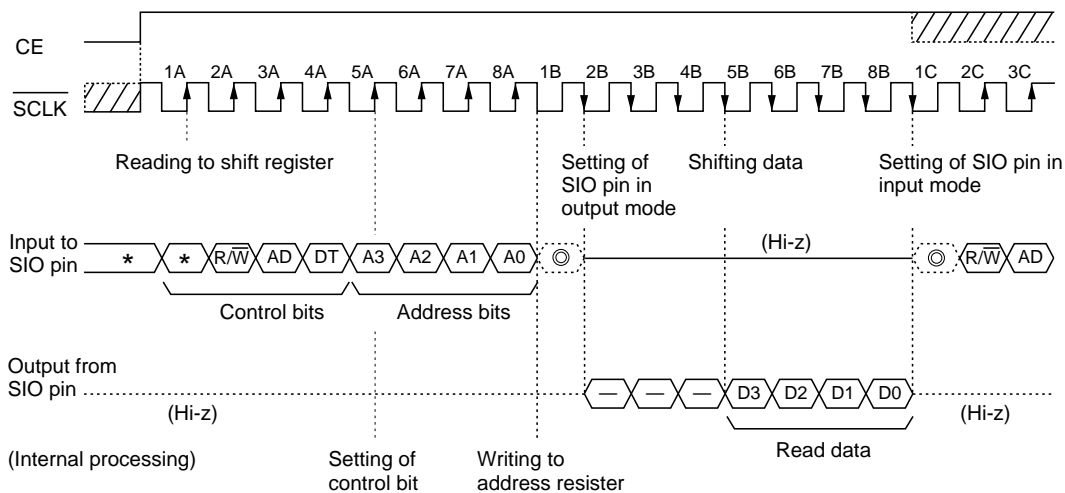 CE
1A 2A 3A 4A 5A 6A 7A 8A 1B 2B 3B 4B 5B 6B 7B 8B 1C 2C 3C
SCLK
Reading to shift register
Setting of
SIO pin in
output mode
Shifting data
Setting of SIO pin in
input mode
Input to
SIO pin
* * R/W AD DT A3 A2 A1 A0 ◎ (Hi-z) ◎ R/W AD
Control bits Address bits
Output from
SIO pin
(Hi-z)
— — — D3 D2 D1 D0
(Hi-z)
Read data
(Internal processing)
Setting of
control bit
Writing to
address resister